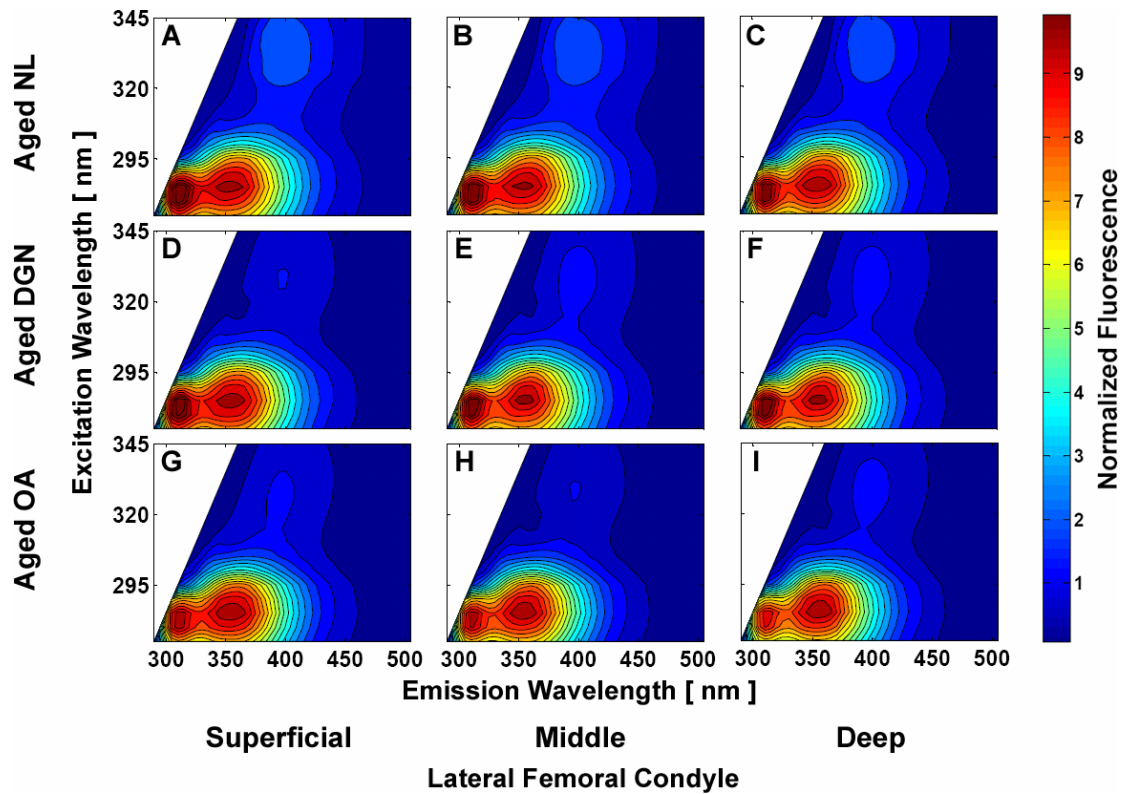 Aged NL
Aged DGN
Aged OA
Excitation Wavelength [ nm ]
345
320
295
345
320
295
345
320
295
A
B
C
D
E
F
G
H
I
300 350 400 450 500
300 350 400 450 500
300 350 400 450 500
Emission Wavelength [ nm ]
Superficial
Middle
Deep
Lateral Femoral Condyle
9
8
7
6
5
4
3
2
1
Normalized Fluorescence